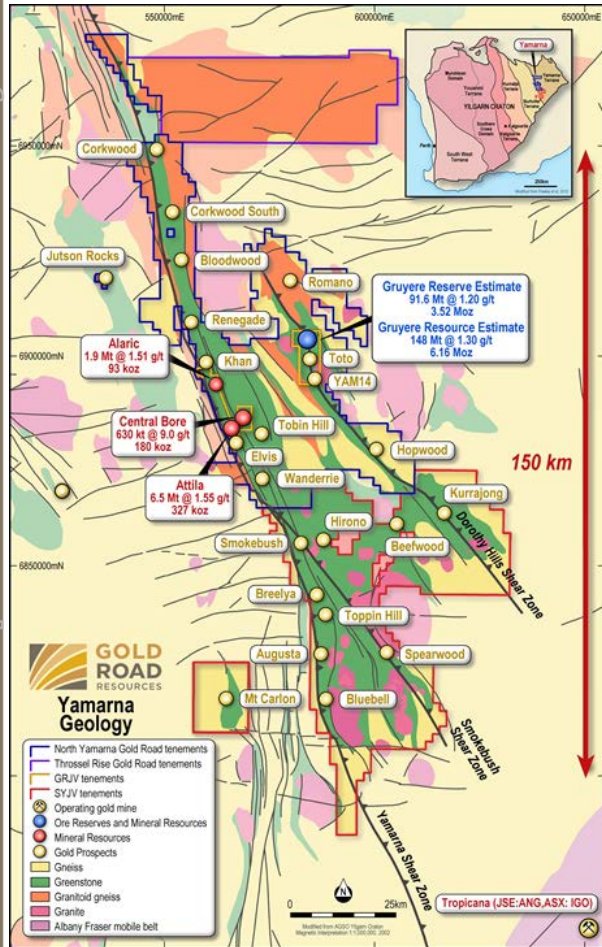 550000mE
600000mE
650000mE
6950000mN
6900000mN
6850000mN
Yamarna
YILGARN CRATON
South West
Terrane
Perth
Kalgoorlie
250km
Corkwood
Corkwood South
Jutson Rocks
Bloodwood
Romano
Gruyere Reserve Estimate
91.6 Mt @ 1.20 g/t
3.52 Moz
Gruyere Resource Estimate
148 Mt @ 1.30 g/t
6.16 Moz
Renegade
Alaric
1.9 Mt @ 1.51 g/t
93 koz
Khan
Toto
YAM14
Central Bore
630 kt @ 9.0 g/t
180 koz
Tobin Hill
Elvis
Hopwood
150 km
Attila
6.5 Mt @ 1.55 g/t
327 koz
Wanderrie
Kurrajong
Hirono
Beefwood
Dorothy Hills Shear Zone
Smokebush
Breelya
Toppin Hill
Augusta
Spearwood
Mt Carlon
Bluebell
Smokebush
Shear Zone
Yamarna Shear Zone
GOLD
ROAD
RESOURCES
Yamarna
Geology
North Yamarna Gold Road tenements
Throssel Rise Gold Road tenements
GRJV tenements
SYJV tenements
Operating gold mine
Ore Reserves and Mineral Resources
Mineral Resources
Gold Prospects
Gneiss
Greenstone
Granitoid gneiss
Granite
Albany Fraser mobile belt
N
0
25km
Tropicana (JSE:ANG,ASX: IGO)